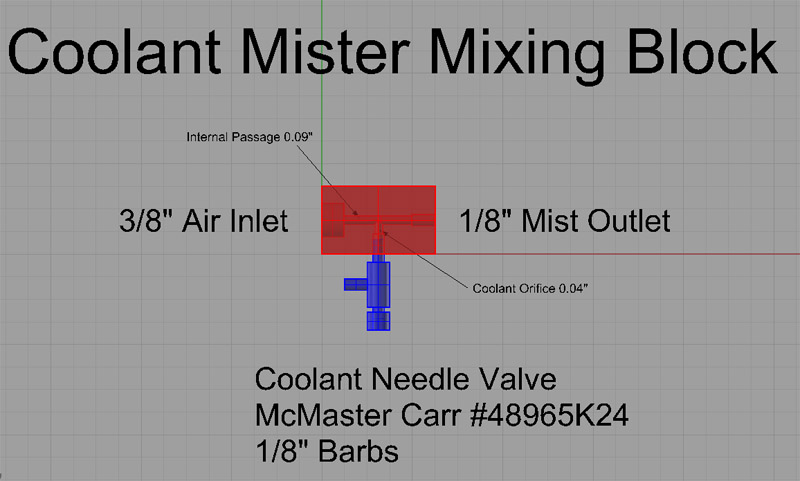 Coolant Mister Mixing Block
Internal Passage 0.09"
3/8" Air Inlet
1/8" Mist Outlet
Coolant Orifice 0.04"
Coolant Needle Valve
McMaster Carr #48965K24
1/8" Barbs